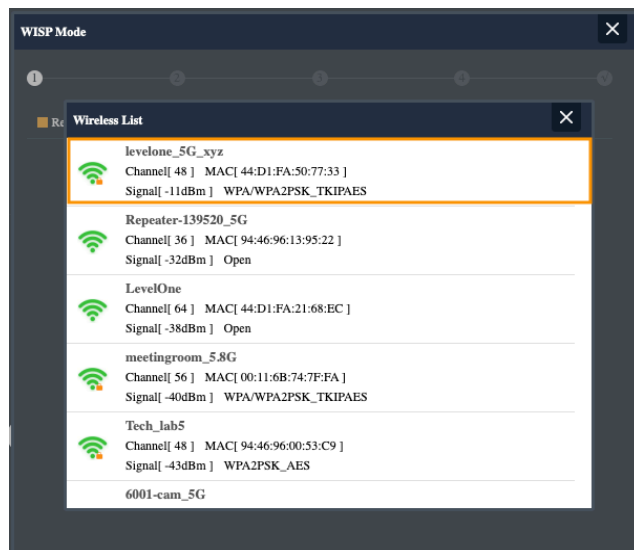 WISP Mode
1 2 3 4
Re
Wireless List
levelone_5G_xyz
Channel[ 48 ] MAC[ 44:D1:FA:50:77:33 ]
Signal[ -11dBm ] WPA/WPA2PSK_TKIPAES
Repeater-139520_5G
Channel[ 36 ] MAC[ 94:46:96:13:95:22 ]
Signal[ -32dBm ] Open
LevelOne
Channel[ 64 ] MAC[ 44:D1:FA:21:68:EC ]
Signal[ -38dBm ] Open
meetingroom_5.8G
Channel[ 56 ] MAC[ 00:11:6B:74:7F:FA ]
Signal[ -40dBm ] WPA/WPA2PSK_TKIPAES
Tech_lab5
Channel[ 48 ] MAC[ 94:46:96:00:53:C9 ]
Signal[ -43dBm ] WPA2PSK_AES
6001-cam_5G